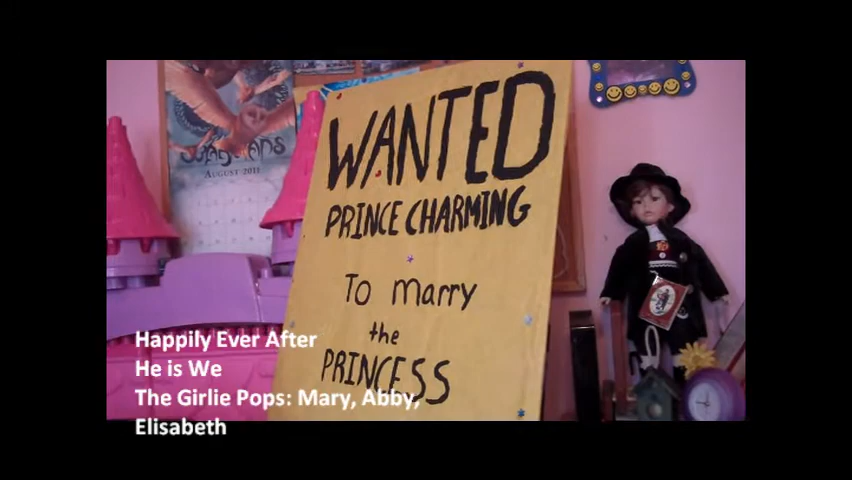 WANTED
PRINCE CHARMING
To marry
the
PRINCESS
AUGUST 2011
Happily Ever After
He is We
The Girlie Pops: Mary, Abby,
Elisabeth